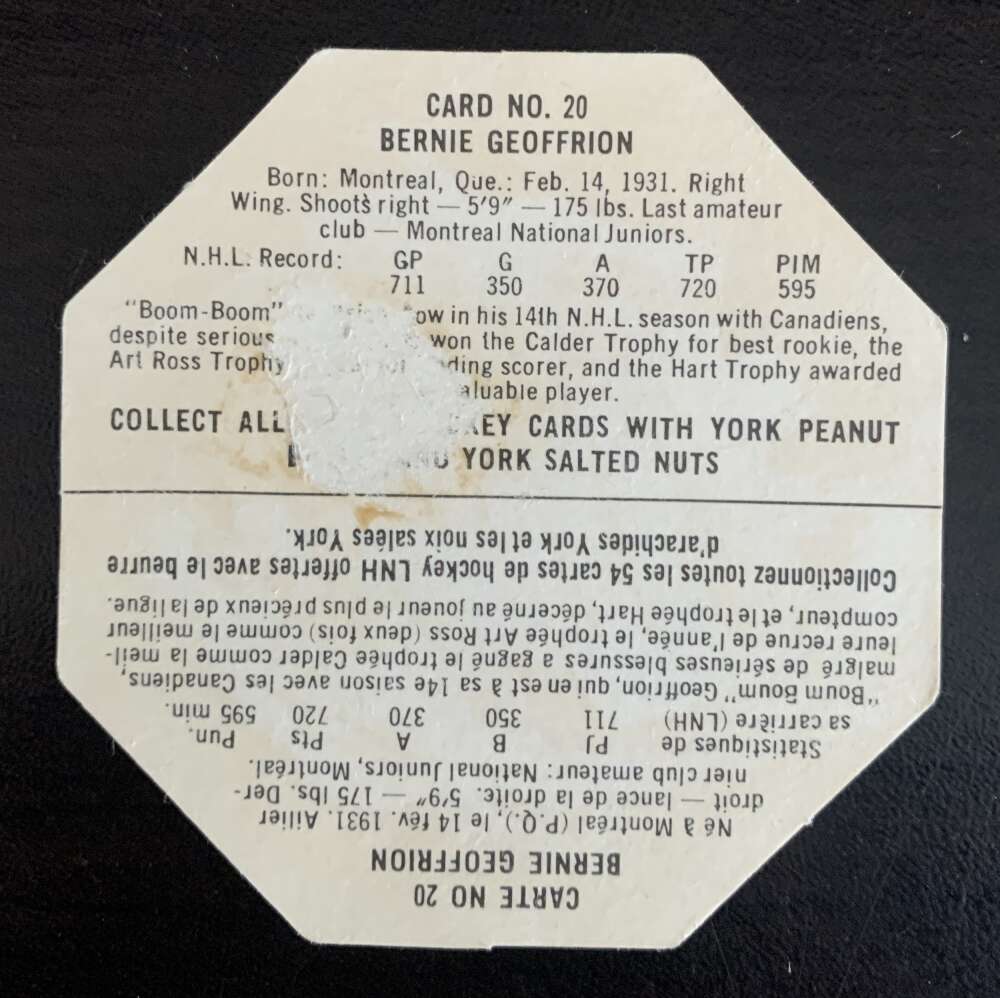 CARD NO. 20
BERNIE GEOFFRION
Born: Montreal, Que.: Feb. 14, 1931. Right
Wing. Shoots right — 5'9" — 175 lbs. Last amateur
club — Montreal National Juniors.
N.H.L. Record: GP G A TP PIM
711 350 370 720 595
"Boom-Boom" in his 14th N.H.L. season with Canadiens,
despite serious won the Calder Trophy for best rookie, the
Art Ross Trophy scorer, and the Hart Trophy awarded
player.
COLLECT ALL CARDS WITH YORK PEANUT
YORK SALTED NUTS
CARTE NO 20
BERNIE GEOFFRION
Né à Montréal (P.Q.), le 14 fév. 1931. Ailier
droit — lance de la droite. 5'9" — 175 lbs. Der-
nier club amateur: National Juniors, Montréal.
Statistiques de PJ B A Pts Pun.
sa carrière (LNH) 711 350 370 720 595 min.
"Boum Boum" Geoffrion, qui en est à sa 14e saison avec les Canadiens,
malgré de sérieuses blessures a gagné le trophée Calder comme la meil-
leure recrue de l'année, le trophée Art Ross (deux fois) comme le meilleur
compteur, et le trophée Hart, décerné au joueur le plus précieux de la ligue.
Collectionnez toutes les 54 cartes de hockey LNH offertes avec le beurre
d'arachides York et les noix salées York.